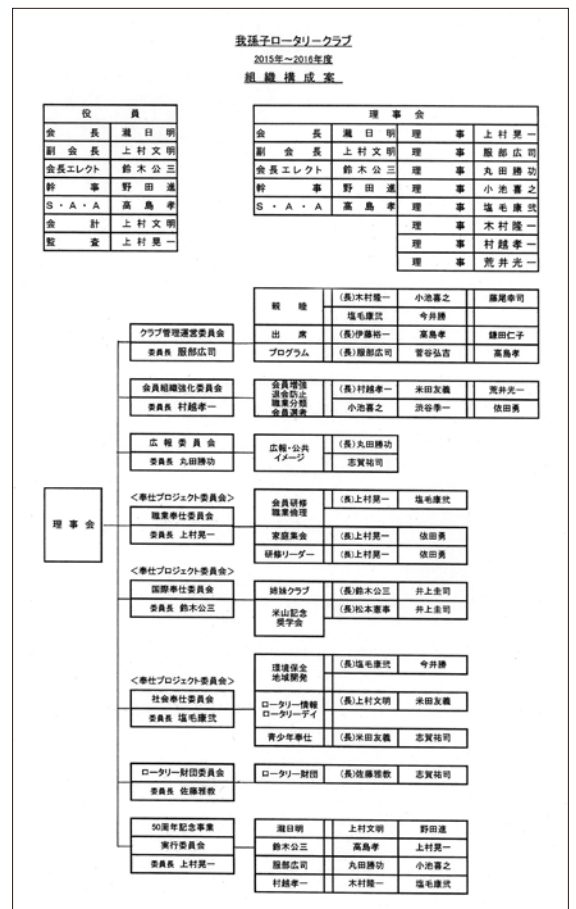 我孫子ロータリークラブ
2015年～2016年度
組織構成案
役 員
会 長 瀧日明
副会長 上村文明
会長エレクト 鈴木公三
幹 事 野田進
S・A・A 高島孝
会 計 上村文明
監 査 上村晃一
理 事 会
会 長 瀧日明 理 事 上村晃一
副会長 上村文明 理 事 服部広司
会長エレクト 鈴木公三 理 事 丸田勝功
幹 事 野田進 理 事 小池喜之
S・A・A 高島孝 理 事 塩毛康弐
理 事 木村隆一
理 事 村越孝一
理 事 荒井光一
理事会
クラブ管理運営委員会
委員長 服部広司
親 睦 (長)木村隆一 小池喜之 藤尾幸司
塩毛康弐 今井勝
出 席 (長)伊藤裕一 高島孝 鎌田仁子
プログラム (長)服部広司 菅谷弘吉 高島孝
会員組織強化委員会
委員長 村越孝一
会員増強
退会防止
職業分類
会員選考
(長)村越孝一 米田友義 荒井光一
小池喜之 渋谷季一 依田勇
広報委員会
委員長 丸田勝功
広報・公共
イメージ
(長)丸田勝功
志賀祐司
＜奉仕プロジェクト委員会＞
職業奉仕委員会
委員長 上村晃一
会員研修
職業倫理
(長)上村晃一 塩毛康弐
家庭集会 (長)上村晃一 依田勇
研修リーダー (長)上村晃一 依田勇
＜奉仕プロジェクト委員会＞
国際奉仕委員会
委員長 鈴木公三
姉妹クラブ (長)鈴木公三 井上圭司
米山記念
奨学会
(長)松本憲事 井上圭司
＜奉仕プロジェクト委員会＞
社会奉仕委員会
委員長 塩毛康弐
環境保全
地域開発
(長)塩毛康弐 今井勝
ロータリー情報
ロータリーデイ
(長)上村文明 米田友義
青少年奉仕 (長)米田友義 志賀祐司
ロータリー財団委員会
委員長 佐藤雅教
ロータリー財団 (長)佐藤雅教 志賀祐司
50周年記念事業
実行委員会
委員長 上村晃一
瀧日明 上村文明 野田進
鈴木公三 高島孝 上村晃一
服部広司 丸田勝功 小池喜之
村越孝一 木村隆一 塩毛康弐